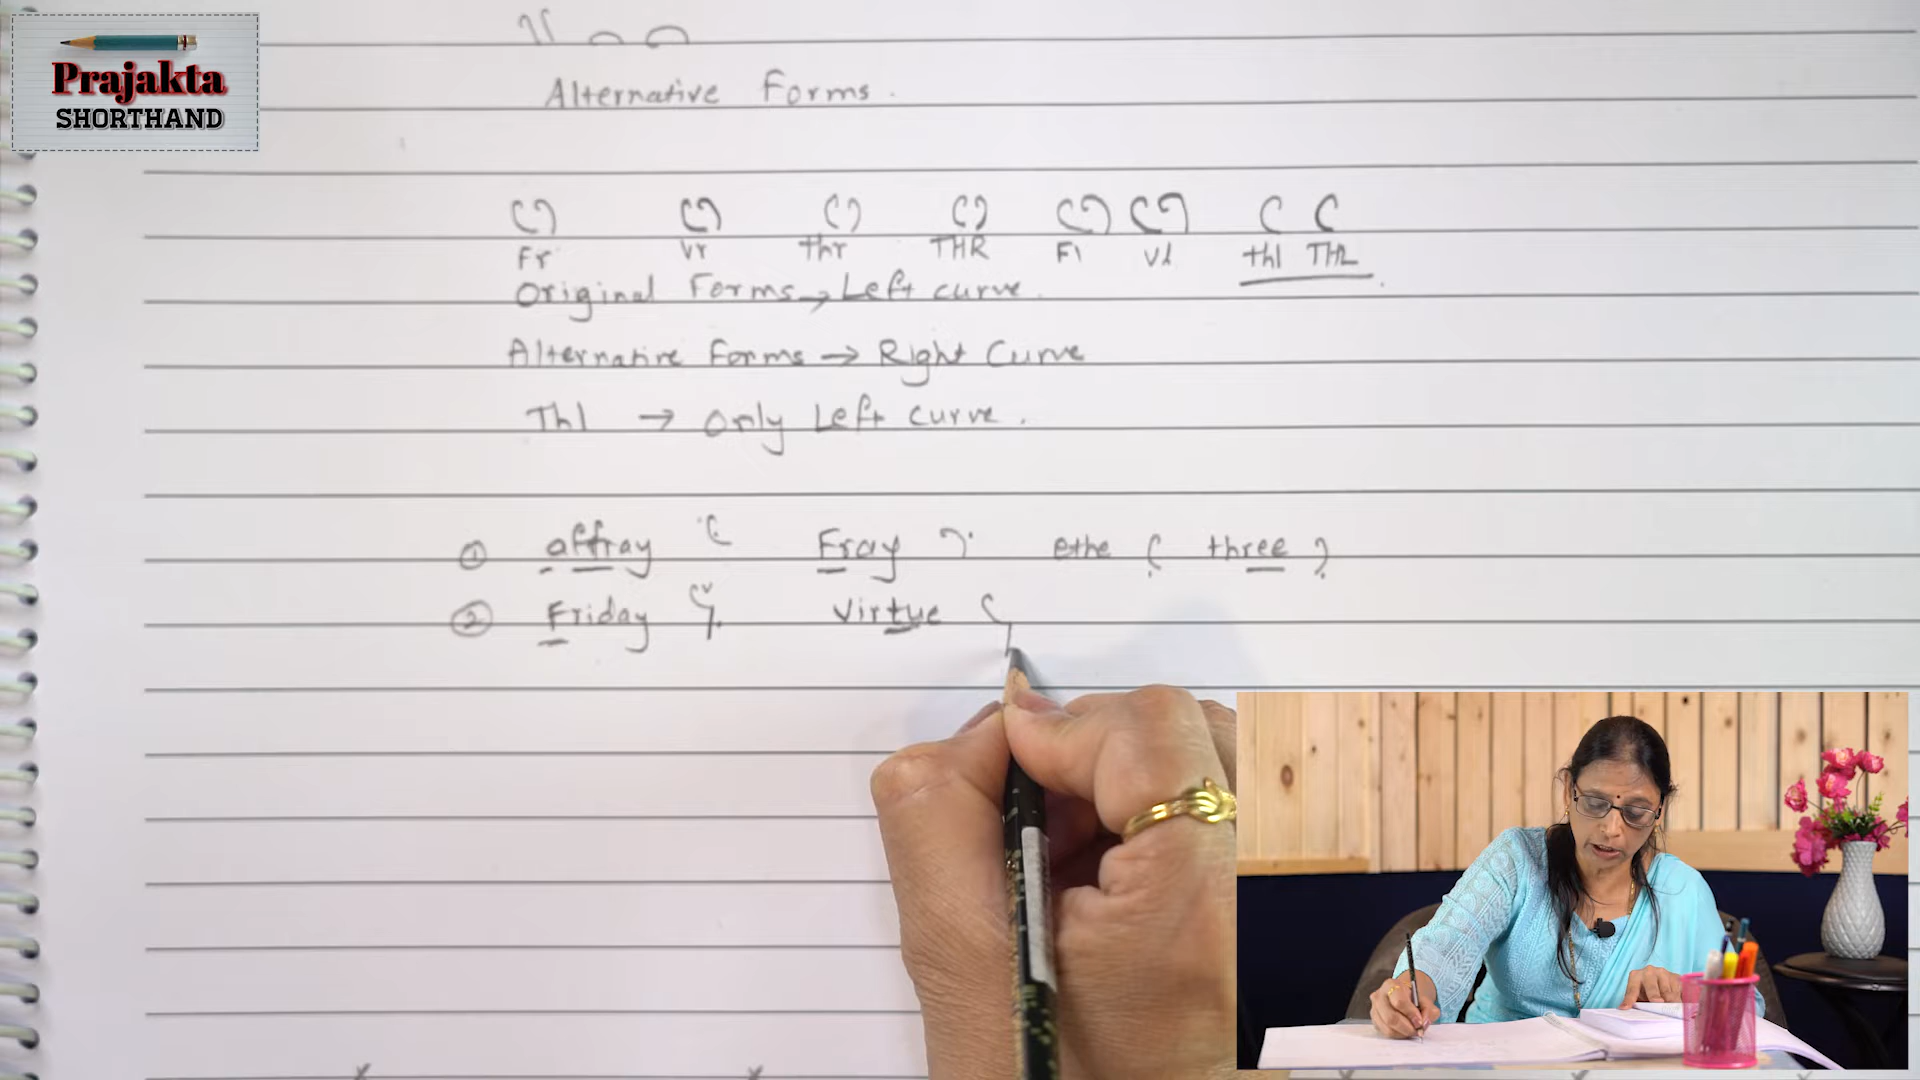 Prajakta
SHORTHAND
Alternative Forms.
Fr Vr thr THR Fl Vl thl THL
Original Forms → Left curve.
Alternative Forms → Right Curve
Thl → Only Left Curve.
① affray Fray ethe three
② Friday Virtue